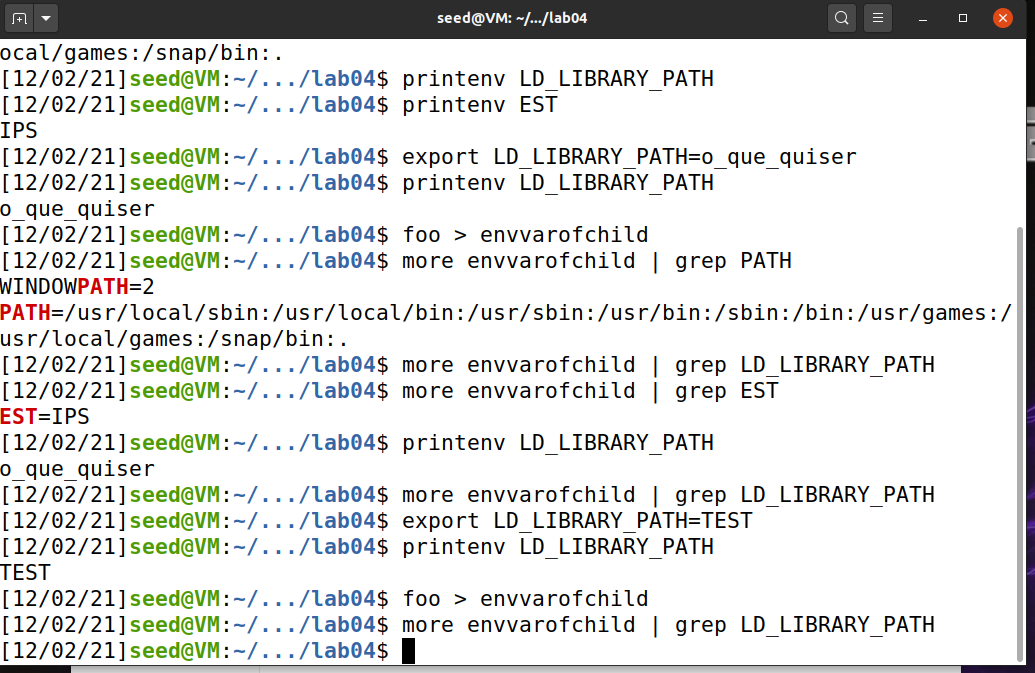 seed@VM: ~/.../lab04
ocal/games:/snap/bin:.
[12/02/21]seed@VM:~/.../lab04$ printenv LD_LIBRARY_PATH
[12/02/21]seed@VM:~/.../lab04$ printenv EST
IPS
[12/02/21]seed@VM:~/.../lab04$ export LD_LIBRARY_PATH=o_que_quiser
[12/02/21]seed@VM:~/.../lab04$ printenv LD_LIBRARY_PATH
o_que_quiser
[12/02/21]seed@VM:~/.../lab04$ foo > envvarofchild
[12/02/21]seed@VM:~/.../lab04$ more envvarofchild | grep PATH
WINDOWPATH=2
PATH=/usr/local/sbin:/usr/local/bin:/usr/sbin:/usr/bin:/sbin:/bin:/usr/games:/
usr/local/games:/snap/bin:.
[12/02/21]seed@VM:~/.../lab04$ more envvarofchild | grep LD_LIBRARY_PATH
[12/02/21]seed@VM:~/.../lab04$ more envvarofchild | grep EST
EST=IPS
[12/02/21]seed@VM:~/.../lab04$ printenv LD_LIBRARY_PATH
o_que_quiser
[12/02/21]seed@VM:~/.../lab04$ more envvarofchild | grep LD_LIBRARY_PATH
[12/02/21]seed@VM:~/.../lab04$ export LD_LIBRARY_PATH=TEST
[12/02/21]seed@VM:~/.../lab04$ printenv LD_LIBRARY_PATH
TEST
[12/02/21]seed@VM:~/.../lab04$ foo > envvarofchild
[12/02/21]seed@VM:~/.../lab04$ more envvarofchild | grep LD_LIBRARY_PATH
[12/02/21]seed@VM:~/.../lab04$